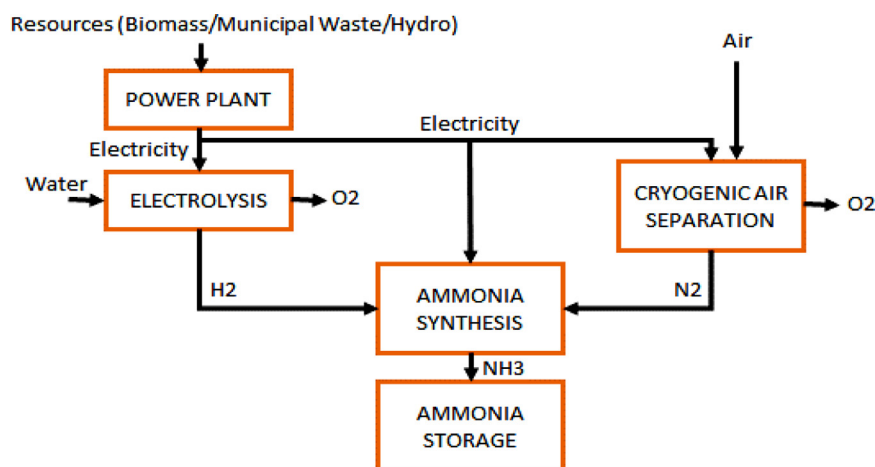 Resources (Biomass/Municipal Waste/Hydro)
Air
POWER PLANT
Electricity
Electricity
Water
ELECTROLYSIS
O2
CRYOGENIC AIR
SEPARATION
O2
H2
AMMONIA
SYNTHESIS
N2
NH3
AMMONIA
STORAGE